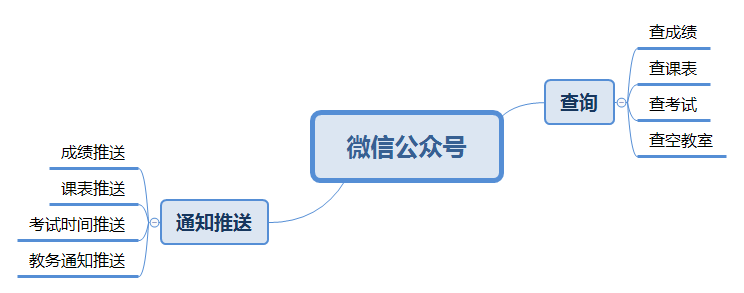 微信公众号
查询
查成绩
查课表
查考试
查空教室
通知推送
成绩推送
课表推送
考试时间推送
教务通知推送